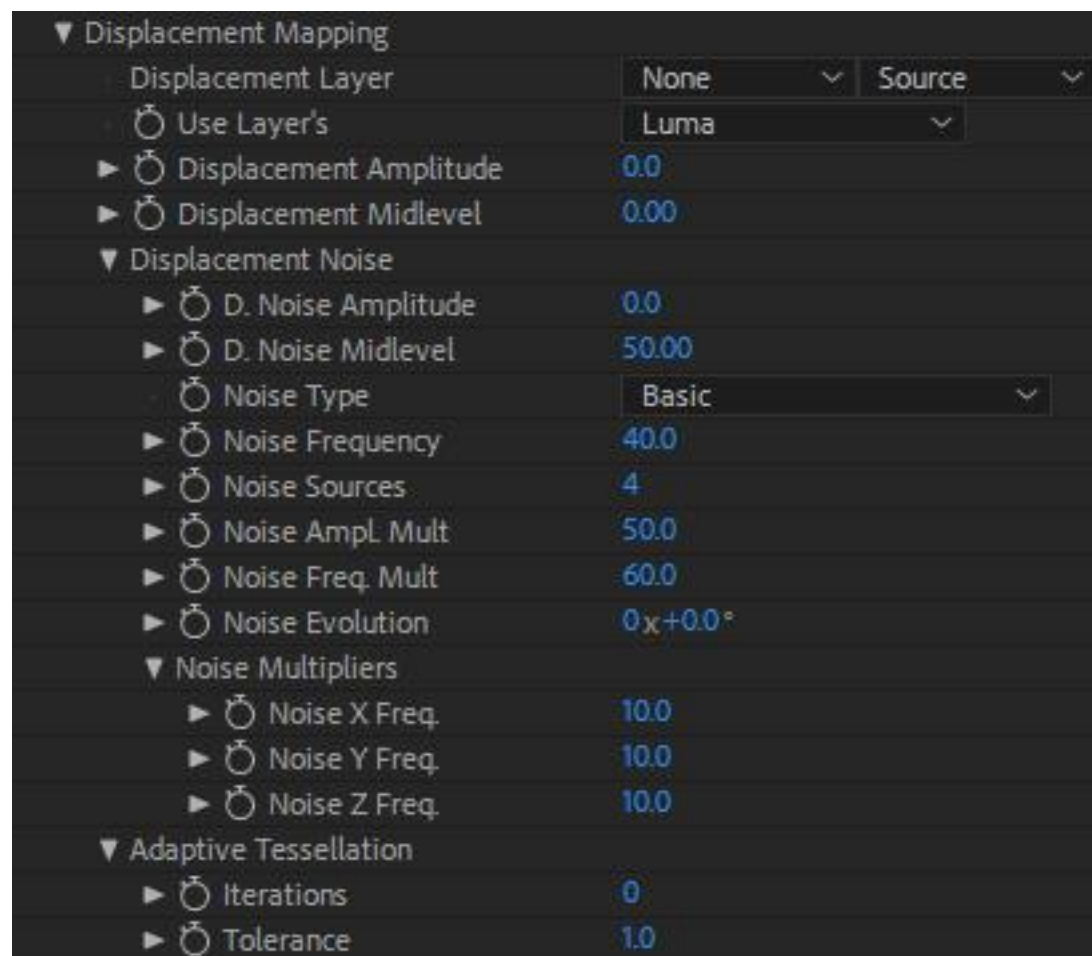 Displacement Mapping
Displacement Layer None Source
Use Layer's Luma
Displacement Amplitude 0.0
Displacement Midlevel 0.00
Displacement Noise
D. Noise Amplitude 0.0
D. Noise Midlevel 50.00
Noise Type Basic
Noise Frequency 40.0
Noise Sources 4
Noise Ampl. Mult 50.0
Noise Freq. Mult 60.0
Noise Evolution 0x+0.0°
Noise Multipliers
Noise X Freq. 10.0
Noise Y Freq. 10.0
Noise Z Freq. 10.0
Adaptive Tessellation
Iterations 0
Tolerance 1.0